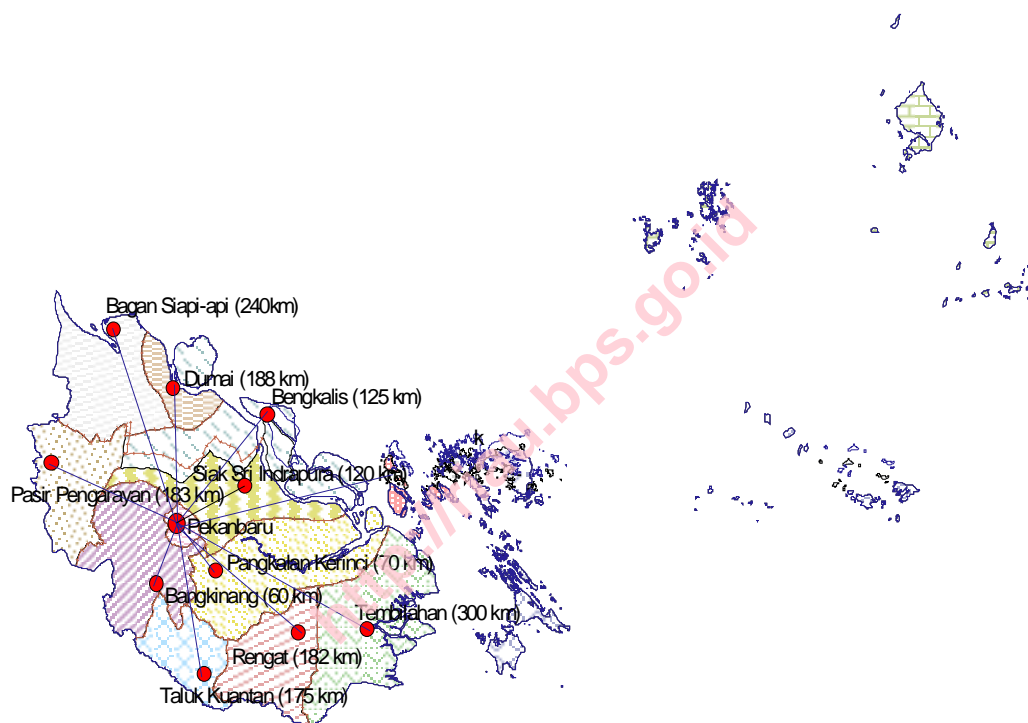 Bagan Siapi-api (240km)
Dumai (188 km)
Bengkalis (125 km)
k
Siak Sri Indrapura (120 km)
Pasir Pengarayan (183 km)
Pekanbaru
Pangkalan Kerinci (70 km)
Bangkinang (60 km)
Tembilahan (300 km)
Rengat (182 km)
Taluk Kuantan (175 km)
http://riau.bps.go.id